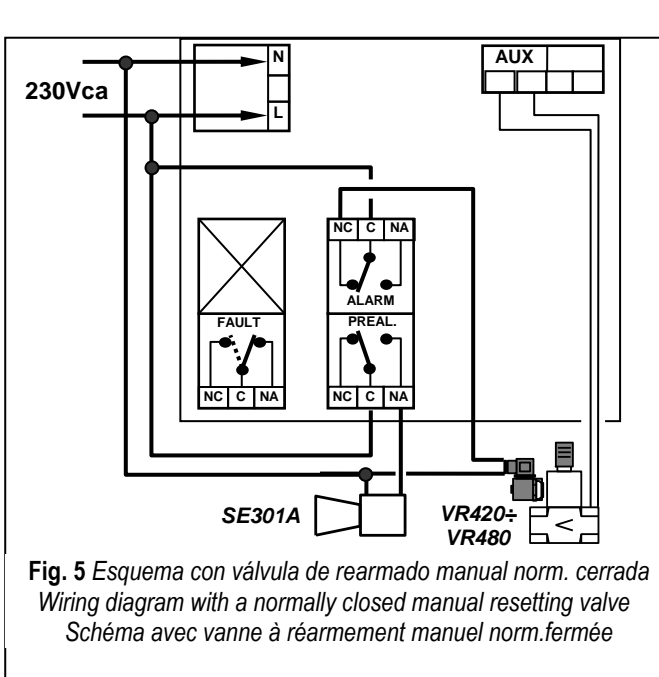 N
AUX
230Vca
L
NC C NA
ALARM
FAULT
PREAL.
NC C NA
NC C NA
SE301A
VR420÷
VR480
Fig. 5 Esquema con válvula de rearmado manual norm. cerrada
Wiring diagram with a normally closed manual resetting valve
Schéma avec vanne à réarmement manuel norm.fermée